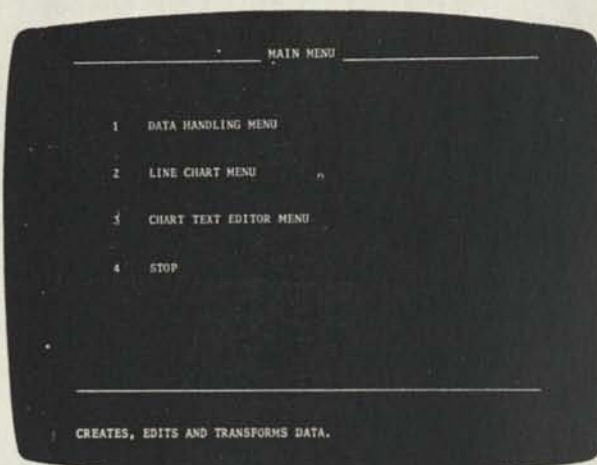 MAIN MENU
1 DATA HANDLING MENU
2 LINE CHART MENU
3 CHART TEXT EDITOR MENU
4 STOP
CREATES, EDITS AND TRANSFORMS DATA.